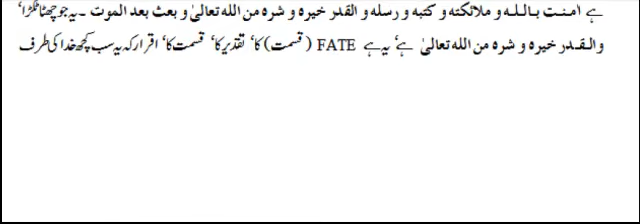 ہے امنت باللہ و ملائکتہ و کتبہ و رسلہ و القدر خیرہ و شرہ من اللہ تعالیٰ و بعث بعد الموت ۔ یہ جو چھٹا ٹکڑا‘
والقدر خیرہ و شرہ من اللہ تعالیٰ ہے‘ یہ ہے FATE (قسمت) کا‘ تقدیر کا‘ قسمت کا‘ اقرار کہ یہ سب کچھ خدا کی طرف